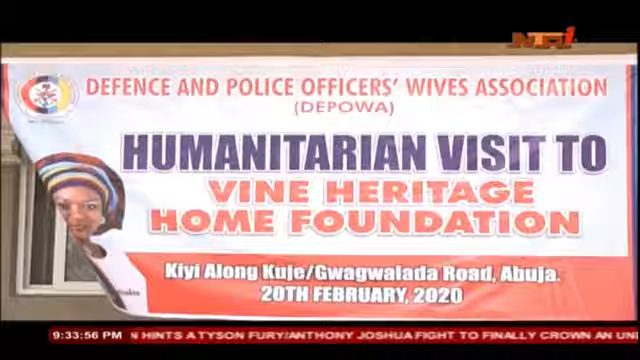 NTA i
DEFENCE AND POLICE OFFICERS' WIVES ASSOCIATION
(DEPOWA)
HUMANITARIAN VISIT TO
VINE HERITAGE
HOME FOUNDATION
Kiyi Along Kuje/Gwagwalada Road, Abuja.
20TH FEBRUARY, 2020
9:33:56 PM
N HINTS A TYSON FURY/ANTHONY JOSHUA FIGHT TO FINALLY CROWN AN UN